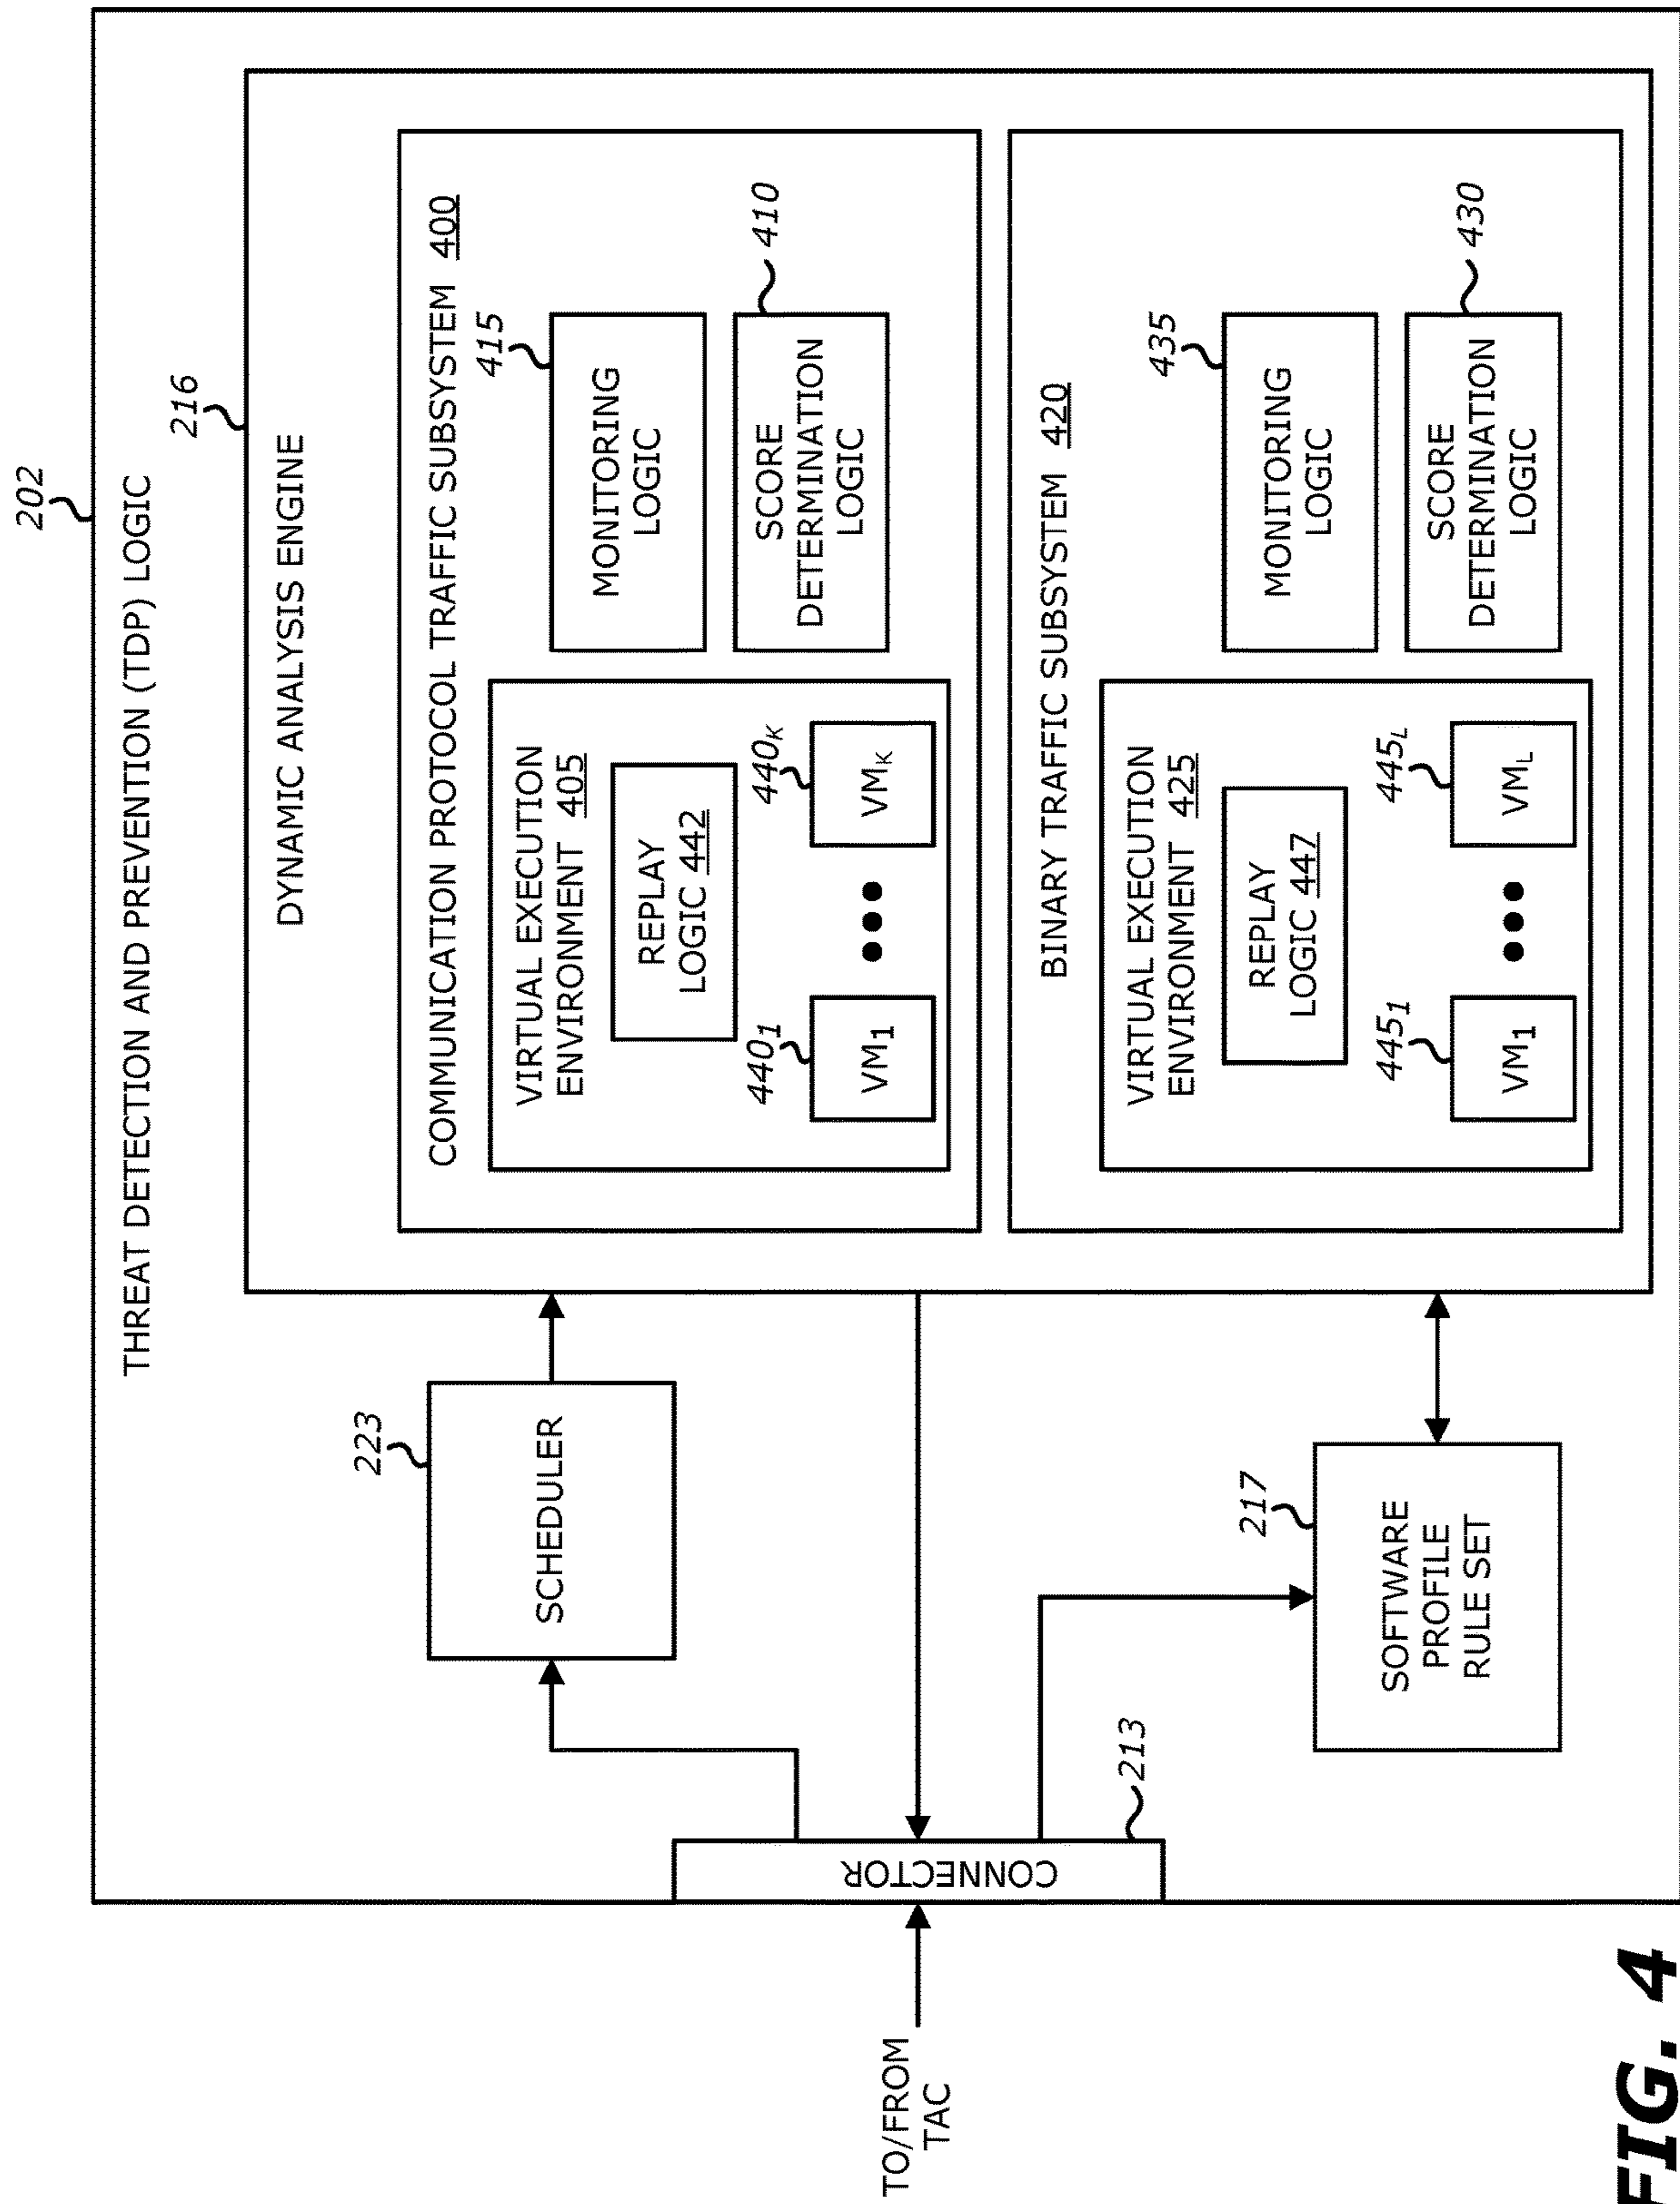 202
THREAT DETECTION AND PREVENTION (TDP) LOGIC
216
DYNAMIC ANALYSIS ENGINE
223
SCHEDULER
COMMUNICATION PROTOCOL TRAFFIC SUBSYSTEM 400
VIRTUAL EXECUTION
ENVIRONMENT 405
REPLAY
LOGIC 442
440₁
VM₁
440K
VMK
415
MONITORING
LOGIC
410
SCORE
DETERMINATION
LOGIC
TO/FROM
TAC
CONNECTOR
213
217
SOFTWARE
PROFILE
RULE SET
BINARY TRAFFIC SUBSYSTEM 420
VIRTUAL EXECUTION
ENVIRONMENT 425
REPLAY
LOGIC 447
445₁
VM₁
445L
VML
435
MONITORING
LOGIC
430
SCORE
DETERMINATION
LOGIC
FIG. 4